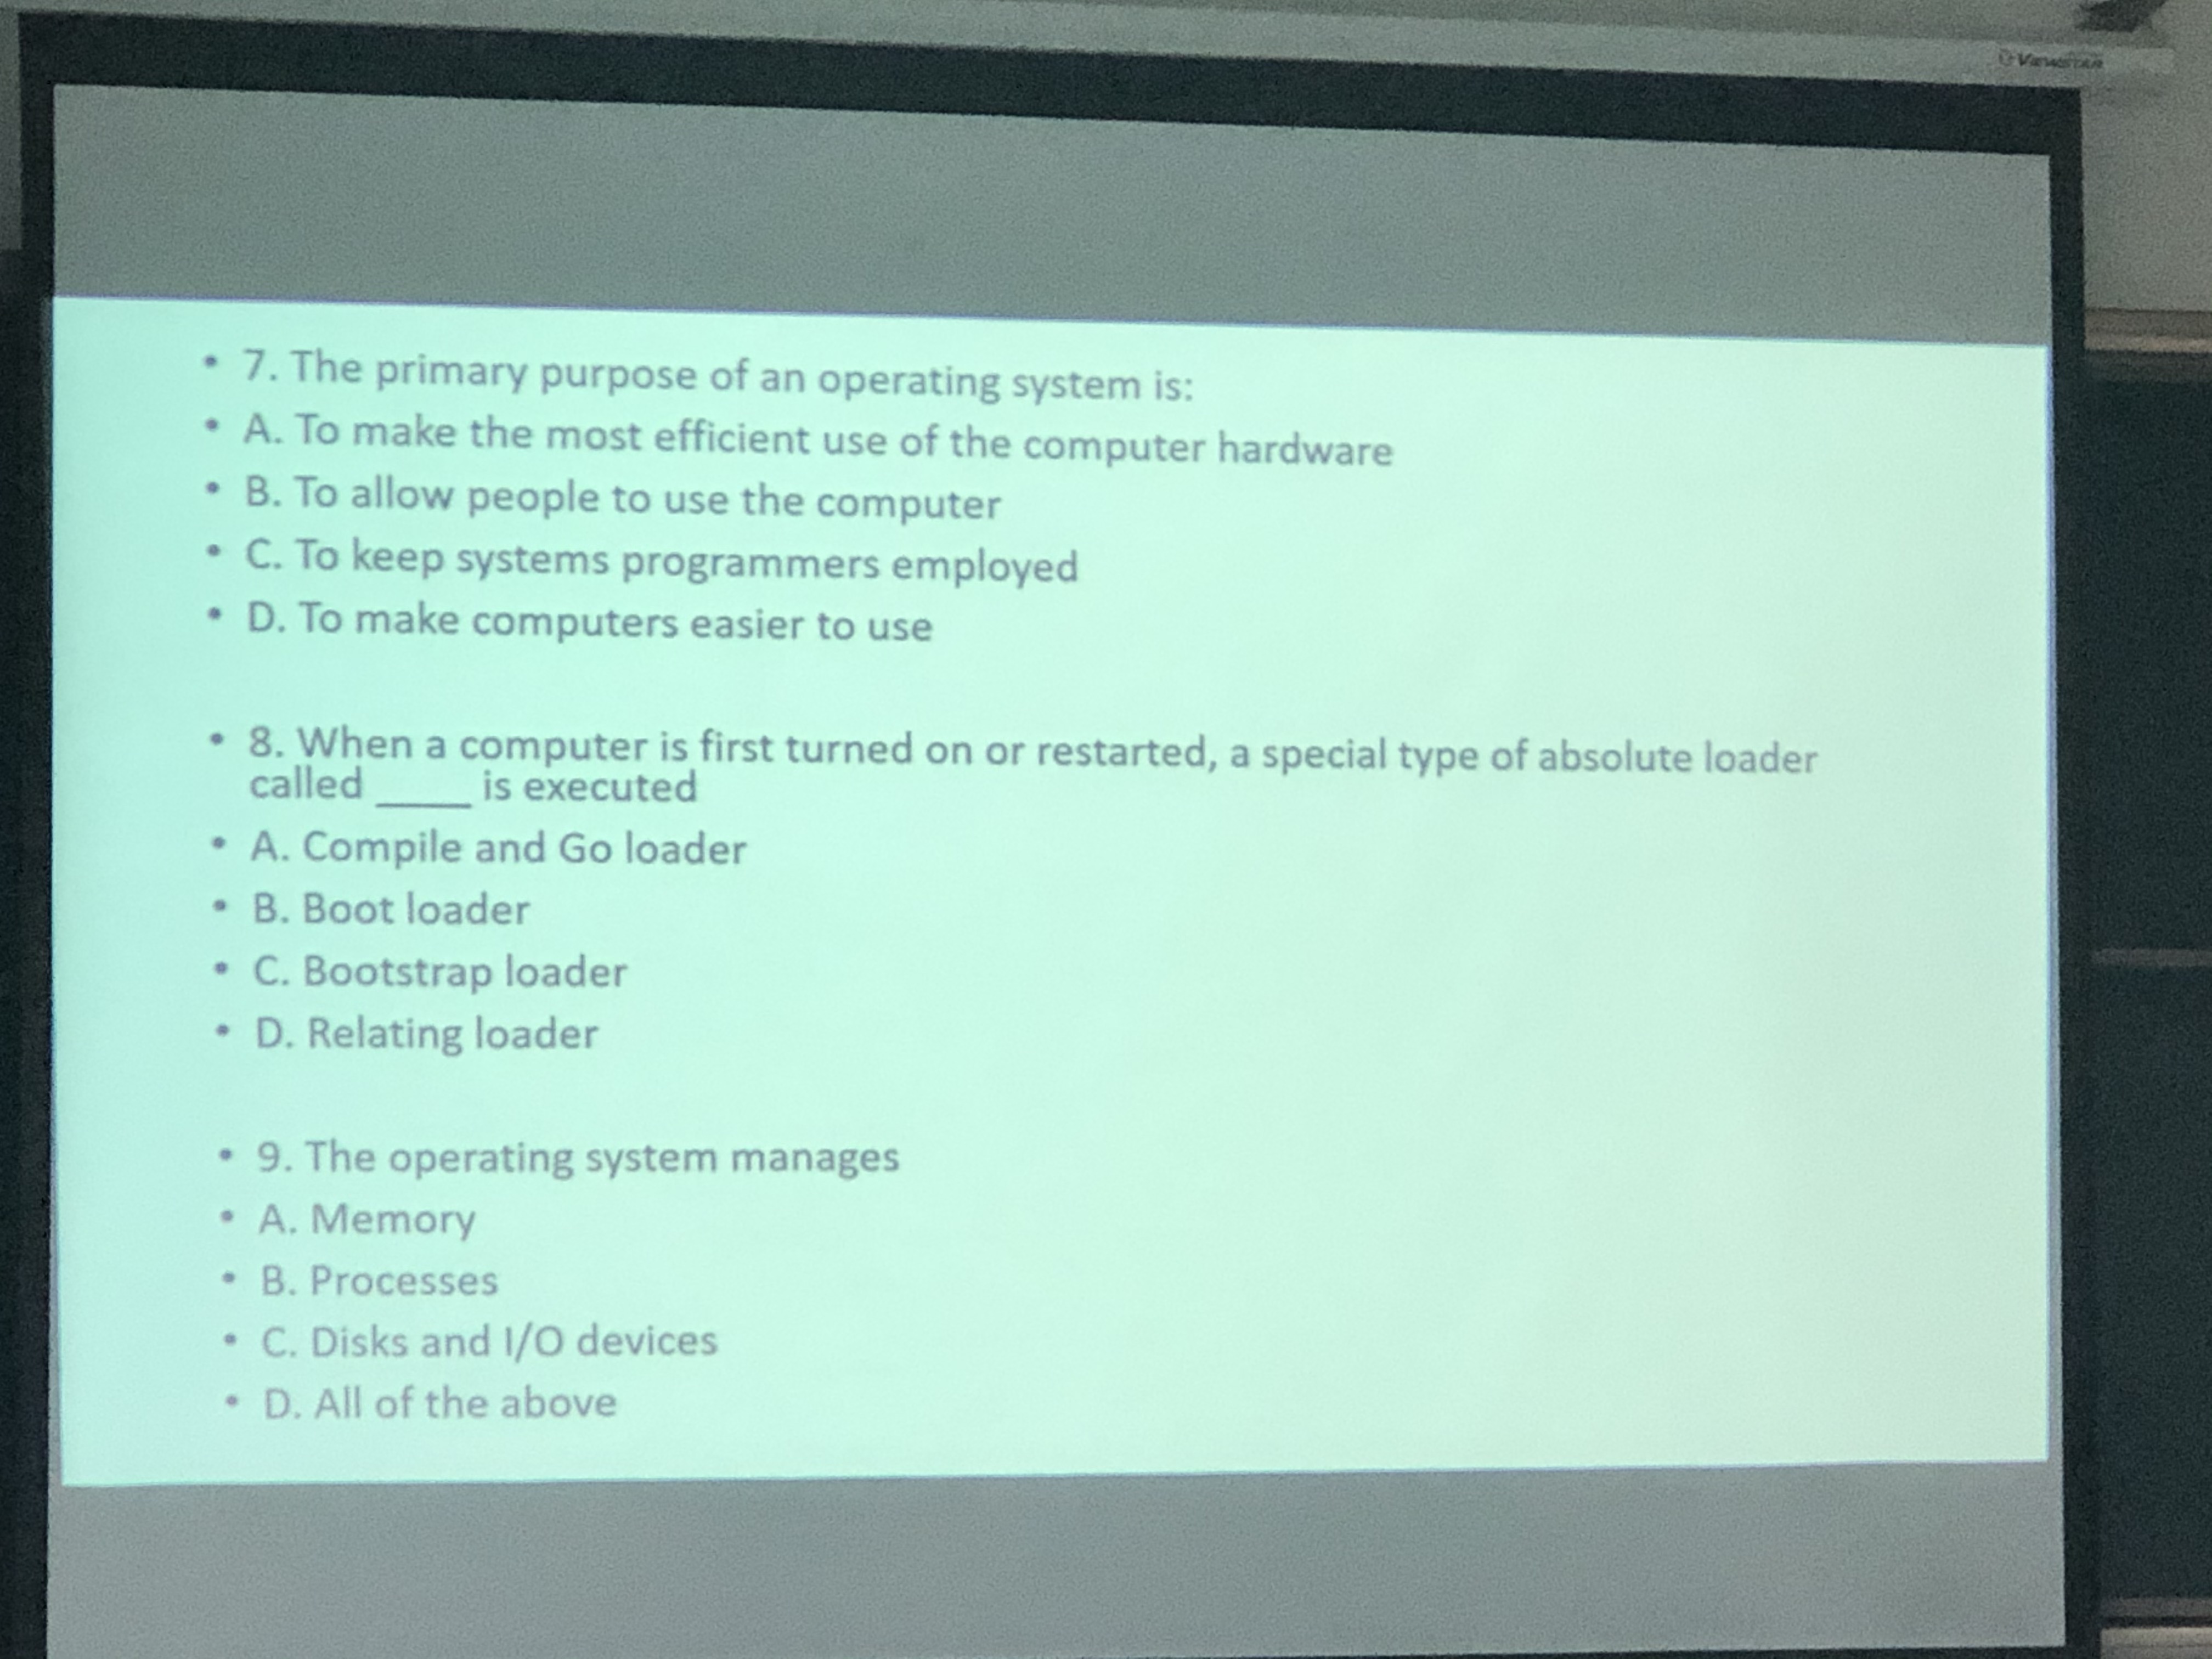 • 7. The primary purpose of an operating system is:
• A. To make the most efficient use of the computer hardware
• B. To allow people to use the computer
• C. To keep systems programmers employed
• D. To make computers easier to use
• 8. When a computer is first turned on or restarted, a special type of absolute loader
called ____ is executed
• A. Compile and Go loader
• B. Boot loader
• C. Bootstrap loader
• D. Relating loader
• 9. The operating system manages
• A. Memory
• B. Processes
• C. Disks and I/O devices
• D. All of the above